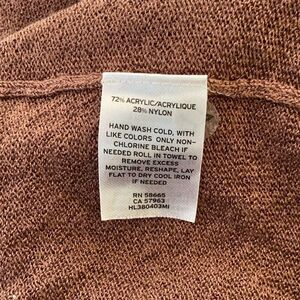 72% ACRYLIC/ACRYLIQUE
28% NYLON
HAND WASH COLD, WITH
LIKE COLORS ONLY NON-
CHLORINE BLEACH IF
NEEDED ROLL IN TOWEL TO
REMOVE EXCESS
MOISTURE, RESHAPE, LAY
FLAT TO DRY COOL IRON
IF NEEDED
RN 58665
CA 57963
HL380403MI